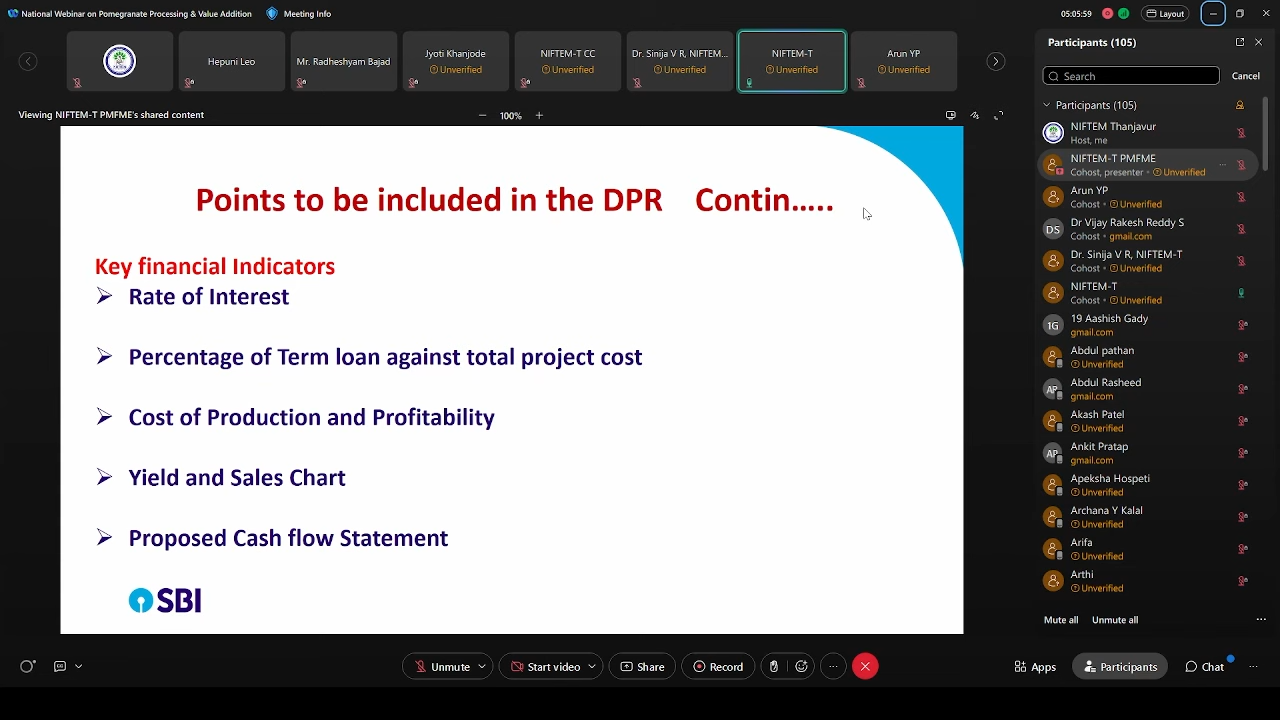 National Webinar on Pomegranate Processing & Value Addition
Meeting Info
05:05:59
Layout
Hepuni Leo
Mr. Radheshyam Bajad
Jyoti Khanjode
Unverified
NIFTEM-T CC
Unverified
Dr. Sinija V R, NIFTEM...
Unverified
NIFTEM-T
Unverified
Arun YP
Unverified
Viewing NIFTEM-T PMFME's shared content
100%
Points to be included in the DPR Contin.....
Key financial Indicators
Rate of Interest
Percentage of Term loan against total project cost
Cost of Production and Profitability
Yield and Sales Chart
Proposed Cash flow Statement
SBI
Participants (105)
Search
Cancel
Participants (105)
NIFTEM Thanjavur
Host, me
NIFTEM-T PMFME
Cohost, presenter • Unverified
Arun YP
Cohost • Unverified
DS
Dr Vijay Rakesh Reddy S
Cohost • gmail.com
Dr. Sinija V R, NIFTEM-T
Cohost • Unverified
NIFTEM-T
Cohost • Unverified
1G
19 Aashish Gady
gmail.com
Abdul pathan
Unverified
AR
Abdul Rasheed
gmail.com
Akash Patel
Unverified
AP
Ankit Pratap
gmail.com
Apeksha Hospeti
Unverified
Archana Y Kalal
Unverified
Arifa
Unverified
Arthi
Unverified
Mute all
Unmute all
Unmute
Start video
Share
Record
Apps
Participants
Chat